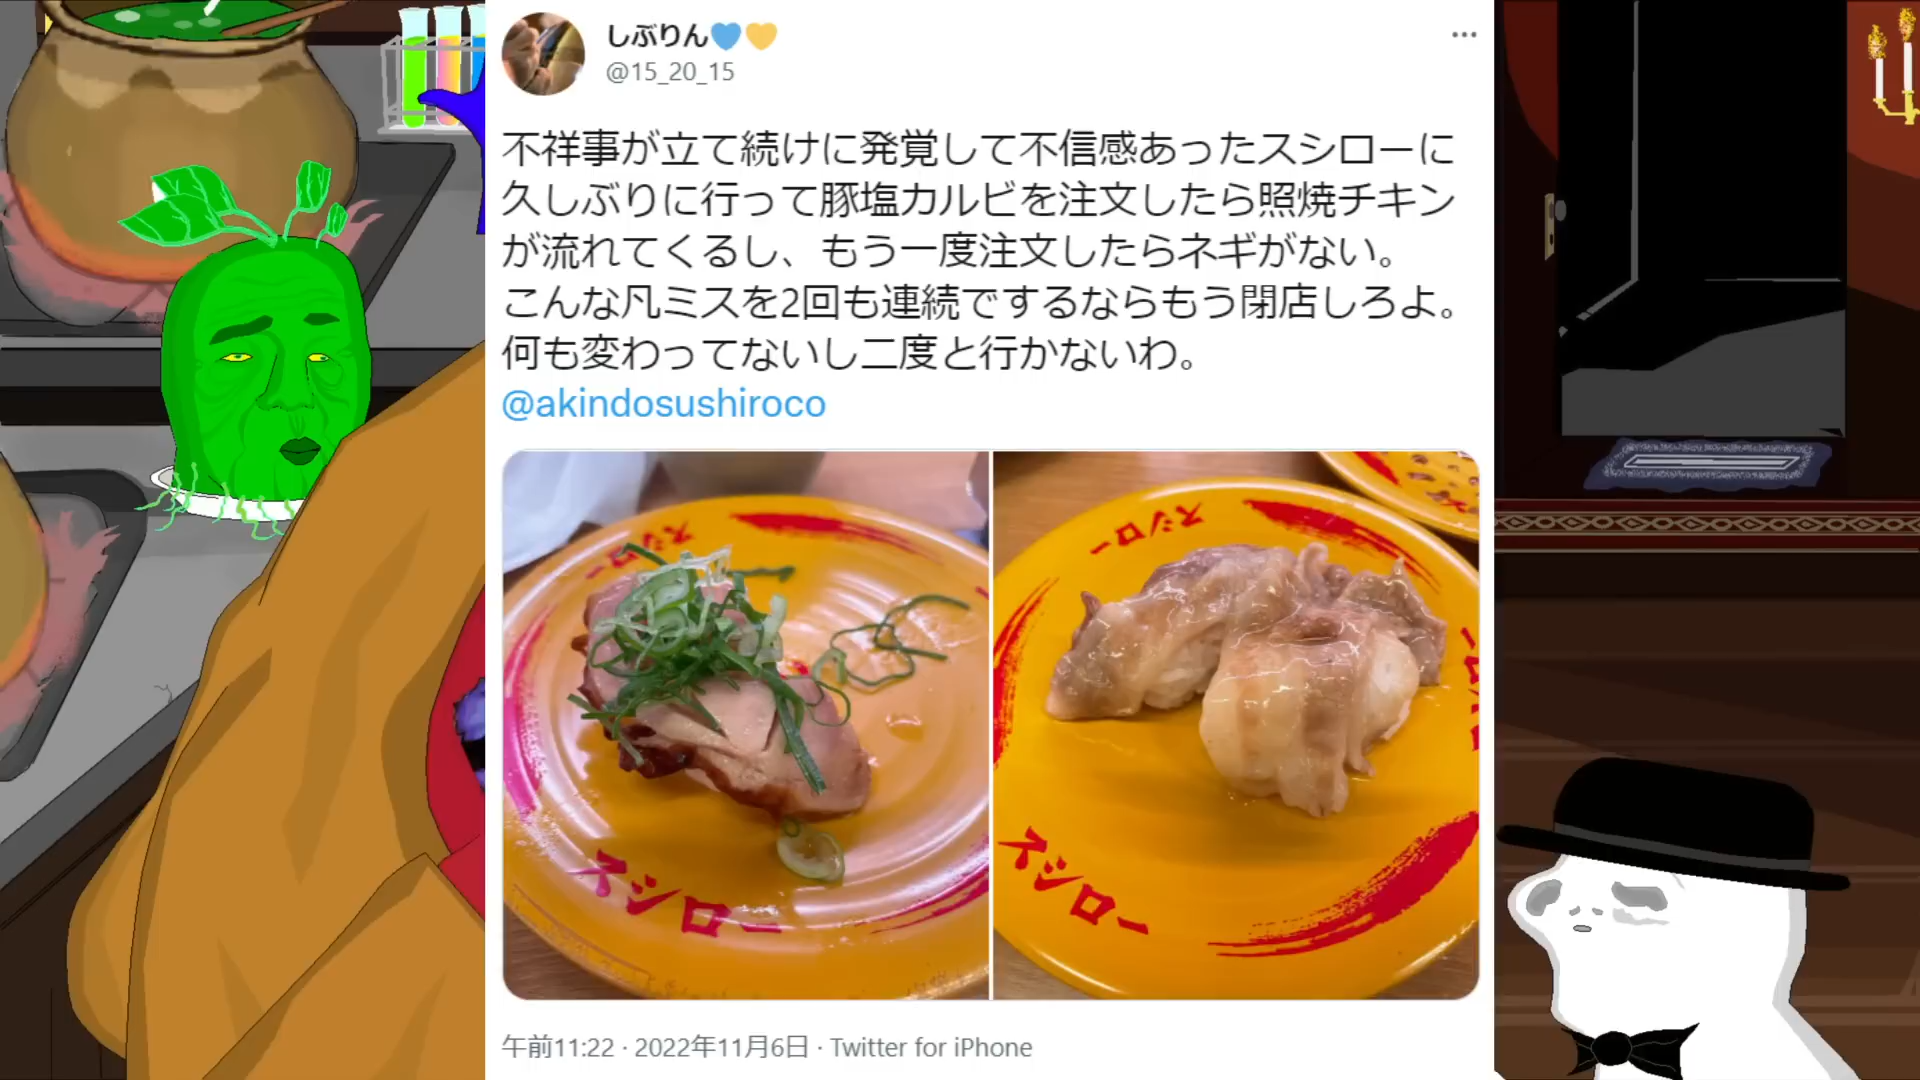 しぶりん💙💛
@15_20_15
不祥事が立て続けに発覚して不信感あったスシローに
久しぶりに行って豚塩カルビを注文したら照焼チキン
が流れてくるし、もう一度注文したらネギがない。
こんな凡ミスを2回も連続でするならもう閉店しろよ。
何も変わってないし二度と行かないわ。
@akindosushiroco
スシロー
スシロー
スシロー
スシロー
午前11:22 · 2022年11月6日 · Twitter for iPhone